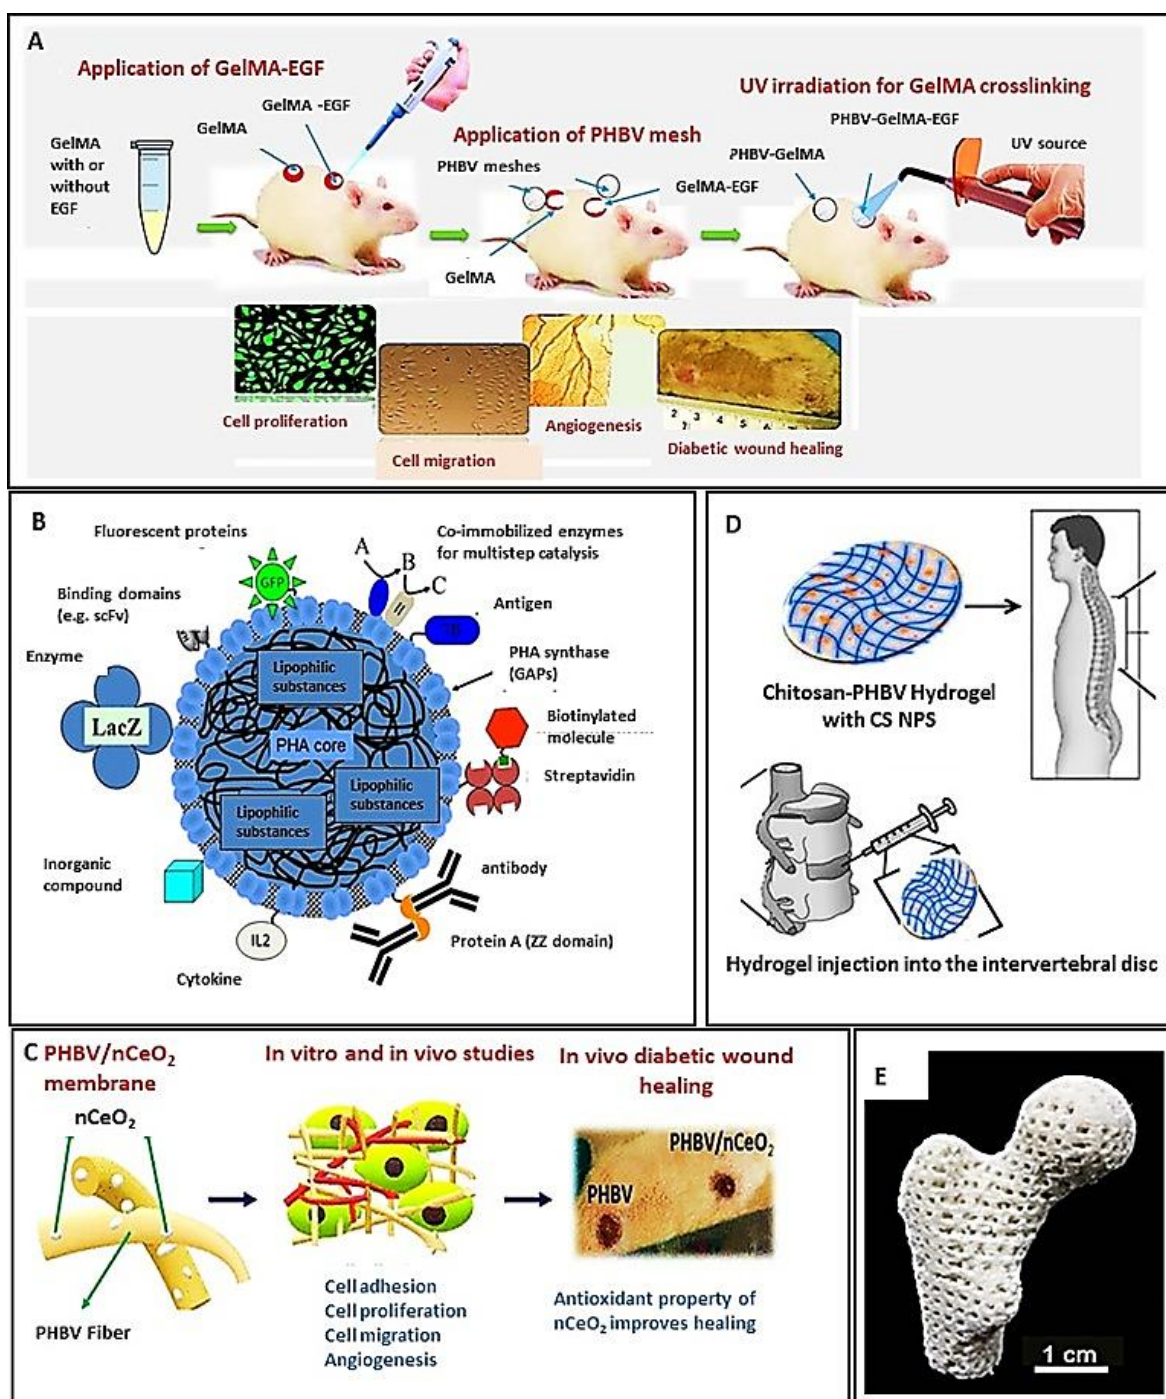 A
Application of GelMA-EGF
GelMA -EGF
GelMA
GelMA
with or
without
EGF
Application of PHBV mesh
PHBV meshes
GelMA-EGF
GelMA
UV irradiation for GelMA crosslinking
PHBV-GelMA-EGF
PHBV-GelMA
UV source
Cell proliferation
Cell migration
Angiogenesis
2 3 4 5 6
Diabetic wound healing
B
Fluorescent proteins
GFP
A
B
C
II
Co-immobilized enzymes
for multistep catalysis
Binding domains
(e.g. scFv)
Antigen
Enzyme
LacZ
PHA synthase
(GAPs)
Lipophilic
substances
PHA core
Lipophilic
substances
Lipophilic
substances
Biotinylated
molecule
Streptavidin
Inorganic
compound
IL2
Cytokine
antibody
Protein A (ZZ domain)
D
Chitosan-PHBV Hydrogel
with CS NPS
Hydrogel injection into the intervertebral disc
C PHBV/nCeO₂
membrane
nCeO₂
PHBV Fiber
In vitro and in vivo studies
Cell adhesion
Cell proliferation
Cell migration
Angiogenesis
In vivo diabetic wound
healing
PHBV/nCeO₂
PHBV
Antioxidant property of
nCeO₂ improves healing
E
1 cm